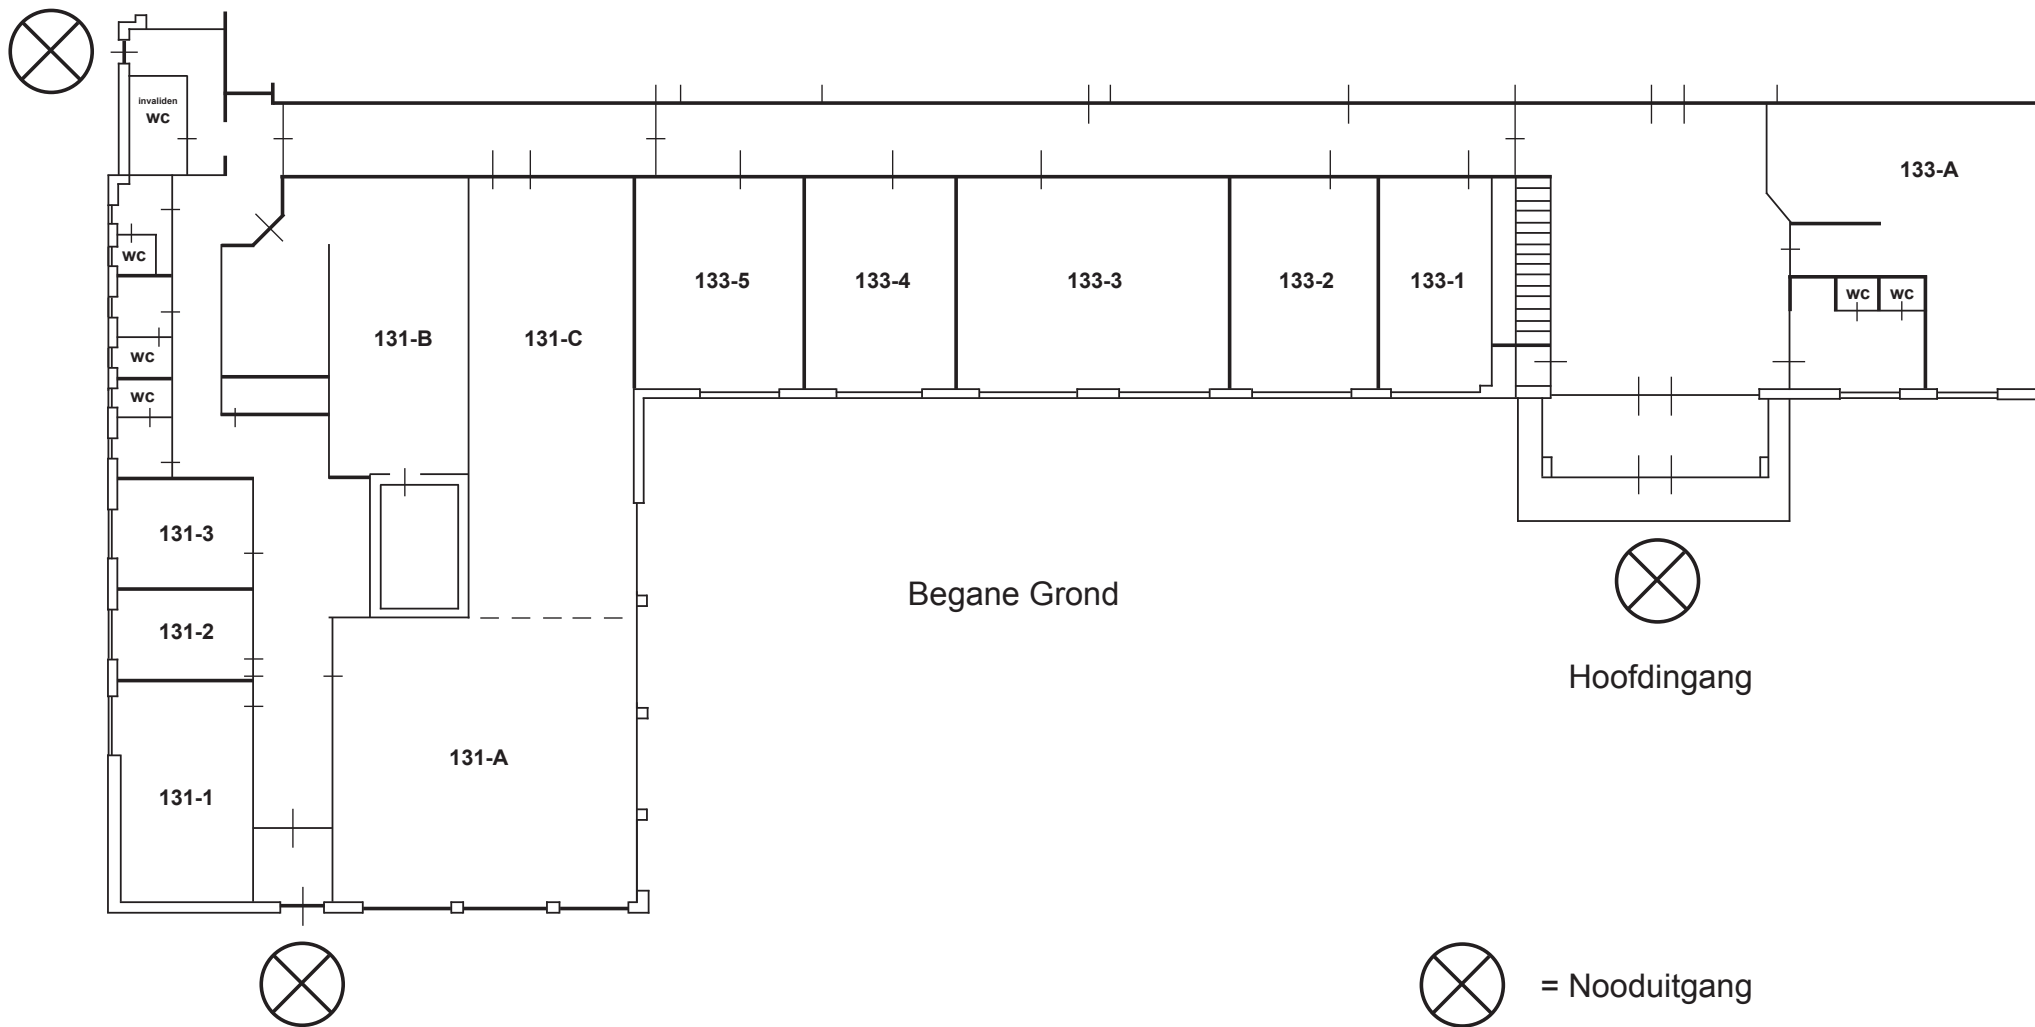 invaliden
WC
133-A
WC
133-5
133-4
133-3
133-2
133-1
WC
WC
131-B
131-C
WC
WC
131-3
Begane Grond
131-2
Hoofdingang
131-A
131-1
= Nooduitgang